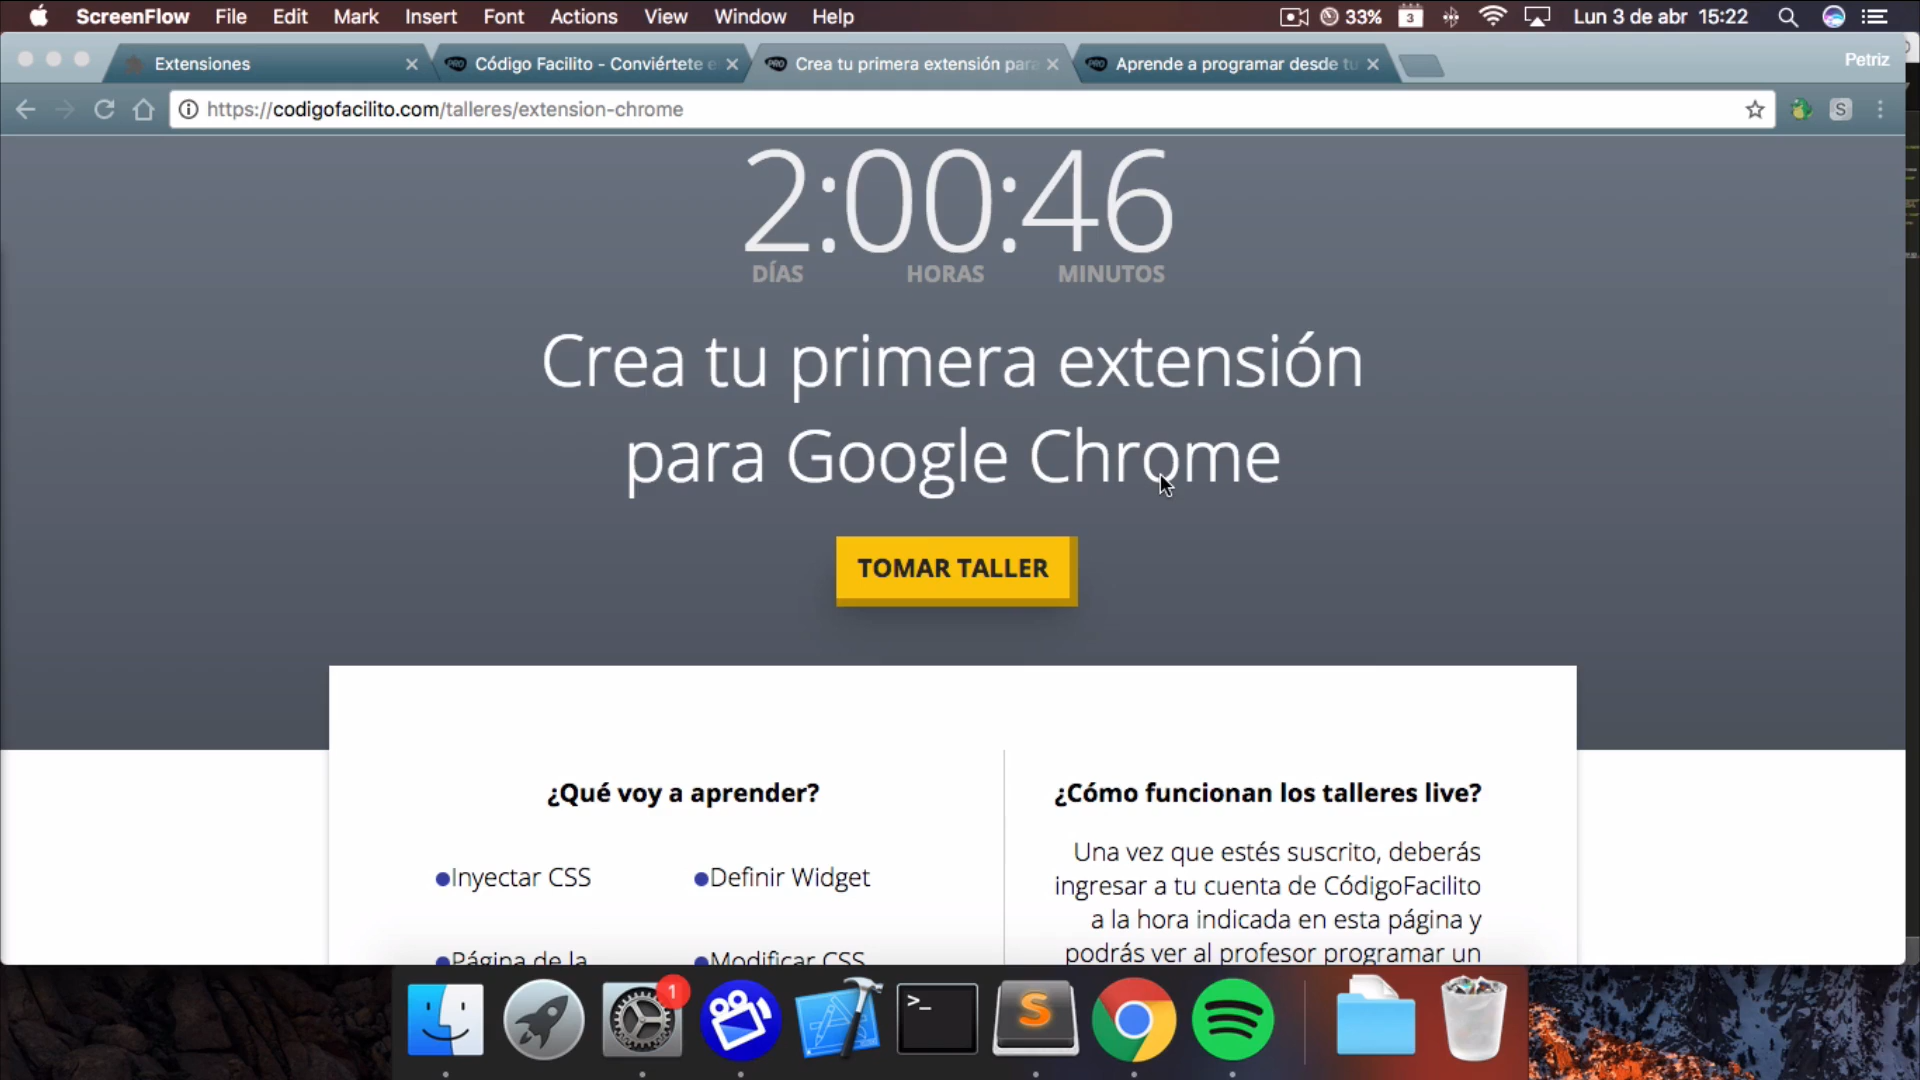 ScreenFlow File Edit Mark Insert Font Actions View Window Help 33% 3 Lun 3 de abr 15:22
Extensiones Código Facilito - Conviértete e Crea tu primera extensión para Aprende a programar desde tu Petriz
https://codigofacilito.com/talleres/extension-chrome S
2:00:46
DÍAS HORAS MINUTOS
Crea tu primera extensión
para Google Chrome
TOMAR TALLER
¿Qué voy a aprender?
Inyectar CSS Definir Widget
Página de la Modificar CSS
¿Cómo funcionan los talleres live?
Una vez que estés suscrito, deberás
ingresar a tu cuenta de CódigoFacilito
a la hora indicada en esta página y
podrás ver al profesor programar un
1
>_
S